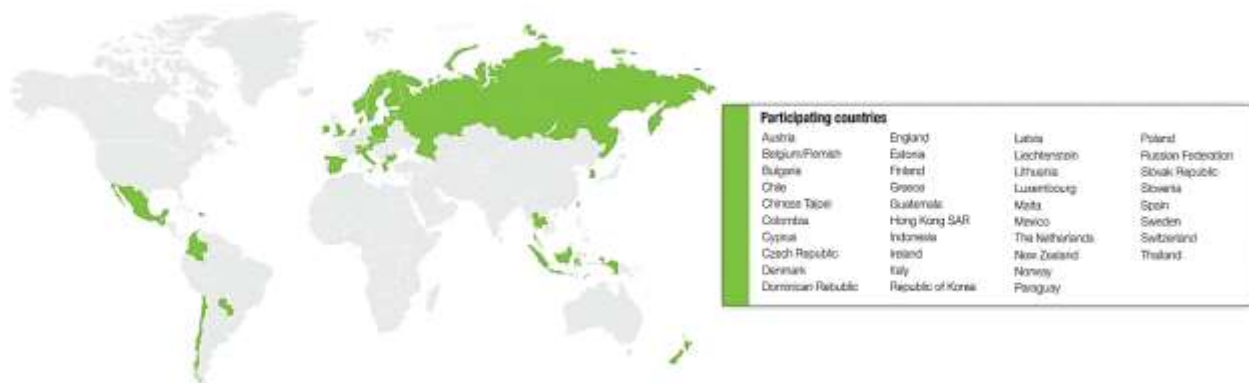 Participating countries
Austria
Belgium/Flemish
Bulgaria
Chile
Chinese Taipei
Colombia
Cyprus
Czech Republic
Denmark
Dominican Rebublic
England
Estonia
Finland
Greece
Guatemala
Hong Kong SAR
Indonesia
Ireland
Italy
Republic of Korea
Latvia
Liechtenstein
Lithuania
Luxembourg
Malta
Mexico
The Netherlands
New Zealand
Norway
Paraguay
Poland
Russian Federation
Slovak Republic
Slovenia
Spain
Sweden
Switzerland
Thailand